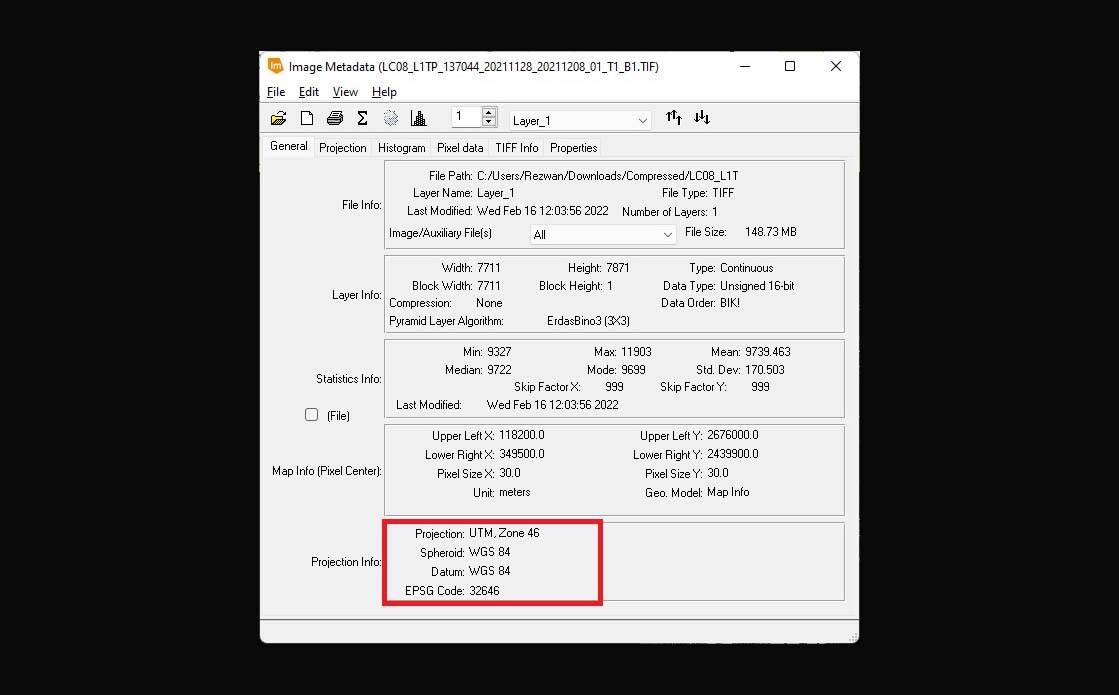 Im Image Metadata (LC08_L1TP_137044_20211128_20211208_01_T1_B1.TIF)
File Edit View Help
Σ 1 Layer_1
General Projection Histogram Pixel data TIFF Info Properties
File Info:
File Path: C:/Users/Rezwan/Downloads/Compressed/LC08_L1T
Layer Name: Layer_1 File Type: TIFF
Last Modified: Wed Feb 16 12:03:56 2022 Number of Layers: 1
Image/Auxiliary File(s) All File Size: 148.73 MB
Layer Info:
Width: 7711 Height: 7871 Type: Continuous
Block Width: 7711 Block Height: 1 Data Type: Unsigned 16-bit
Compression: None Data Order: BIK!
Pyramid Layer Algorithm: ErdasBino3 (3X3)
Statistics Info:
(File)
Min: 9327 Max: 11903 Mean: 9739.463
Median: 9722 Mode: 9699 Std. Dev: 170.503
Skip Factor X: 999 Skip Factor Y: 999
Last Modified: Wed Feb 16 12:03:56 2022
Map Info (Pixel Center):
Upper Left X: 118200.0 Upper Left Y: 2676000.0
Lower Right X: 349500.0 Lower Right Y: 2439900.0
Pixel Size X: 30.0 Pixel Size Y: 30.0
Unit: meters Geo. Model: Map Info
Projection Info:
Projection: UTM, Zone 46
Spheroid: WGS 84
Datum: WGS 84
EPSG Code: 32646